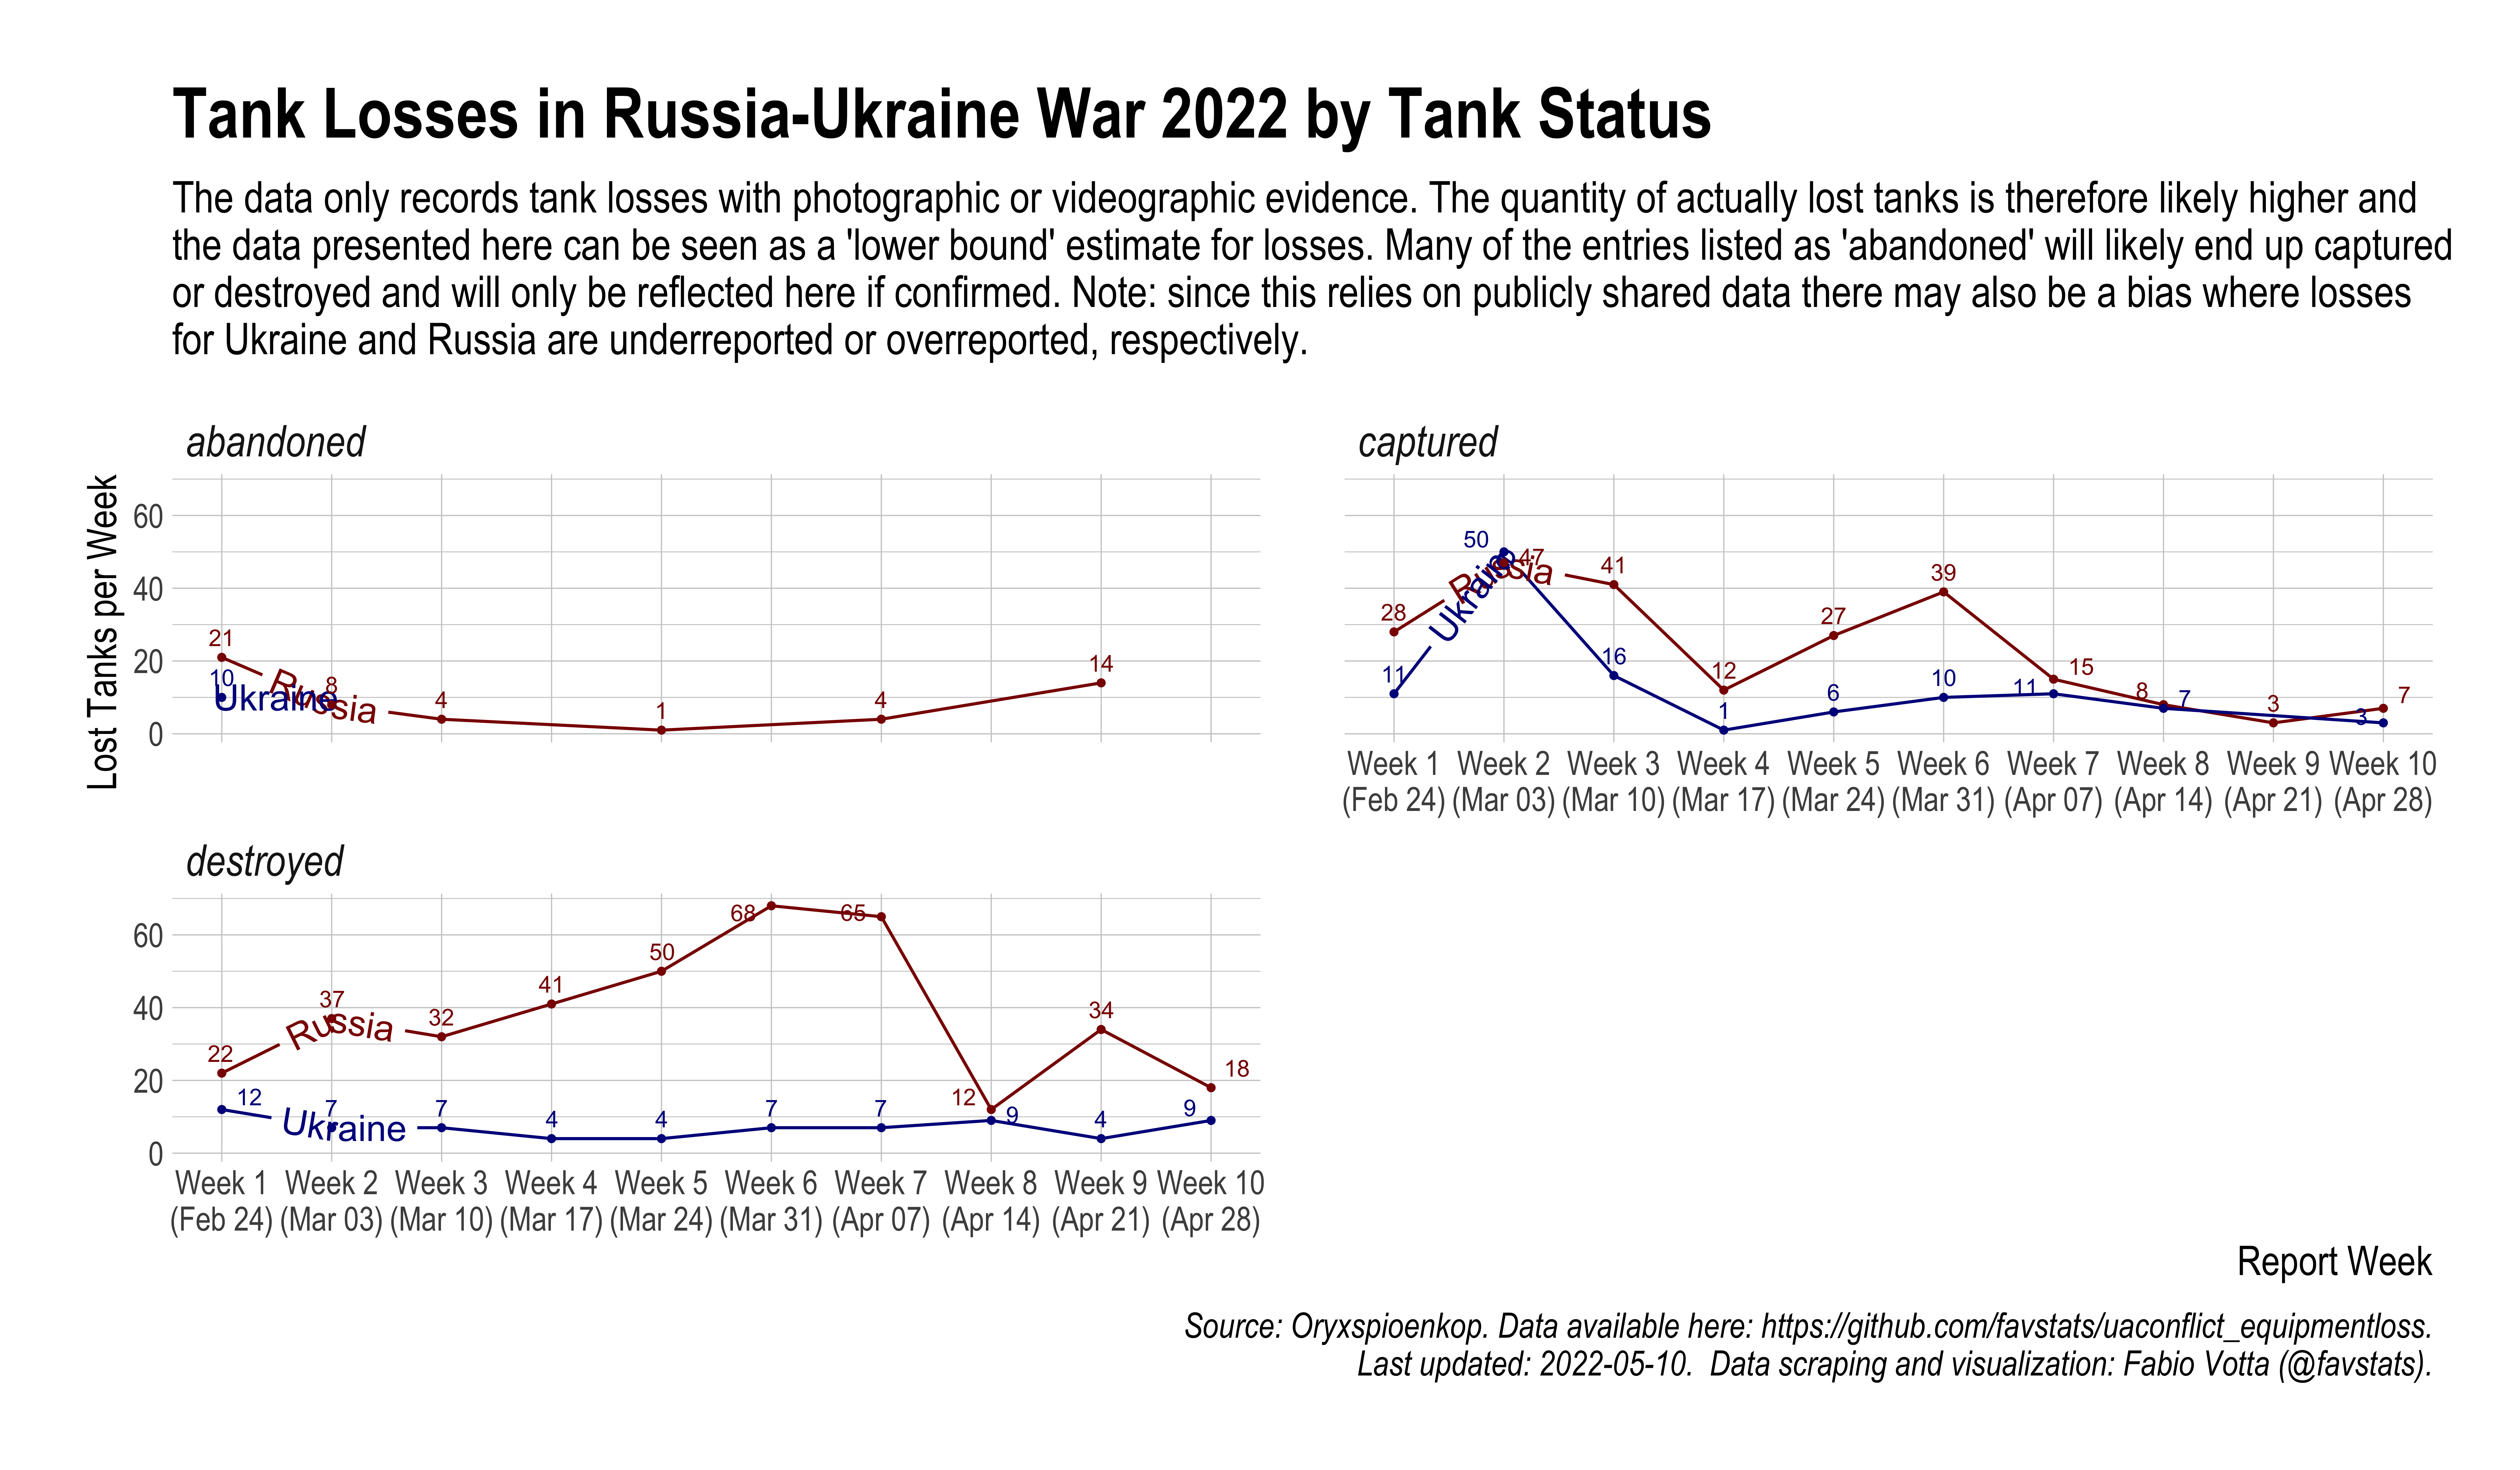 Tank Losses in Russia-Ukraine War 2022 by Tank Status
The data only records tank losses with photographic or videographic evidence. The quantity of actually lost tanks is therefore likely higher and
the data presented here can be seen as a 'lower bound' estimate for losses. Many of the entries listed as 'abandoned' will likely end up captured
or destroyed and will only be reflected here if confirmed. Note: since this relies on publicly shared data there may also be a bias where losses
for Ukraine and Russia are underreported or overreported, respectively.
abandoned
Lost Tanks per Week
60
40
20
0
21 8 4 1 4 14
Russia
10
Ukraine
captured
28 47 41 12 27 39 15 8 3 7
Russia
11 50 16 1 6 10 11 7 3
Ukraine
Week 1 Week 2 Week 3 Week 4 Week 5 Week 6 Week 7 Week 8 Week 9 Week 10
(Feb 24) (Mar 03) (Mar 10) (Mar 17) (Mar 24) (Mar 31) (Apr 07) (Apr 14) (Apr 21) (Apr 28)
destroyed
60
40
20
0
22 37 32 41 50 68 65 12 34 18
Russia
12 7 7 4 4 7 7 9 4 9
Ukraine
Week 1 Week 2 Week 3 Week 4 Week 5 Week 6 Week 7 Week 8 Week 9 Week 10
(Feb 24) (Mar 03) (Mar 10) (Mar 17) (Mar 24) (Mar 31) (Apr 07) (Apr 14) (Apr 21) (Apr 28)
Report Week
Source: Oryxspioenkop. Data available here: https://github.com/favstats/uaconflict_equipmentloss.
Last updated: 2022-05-10.  Data scraping and visualization: Fabio Votta (@favstats).